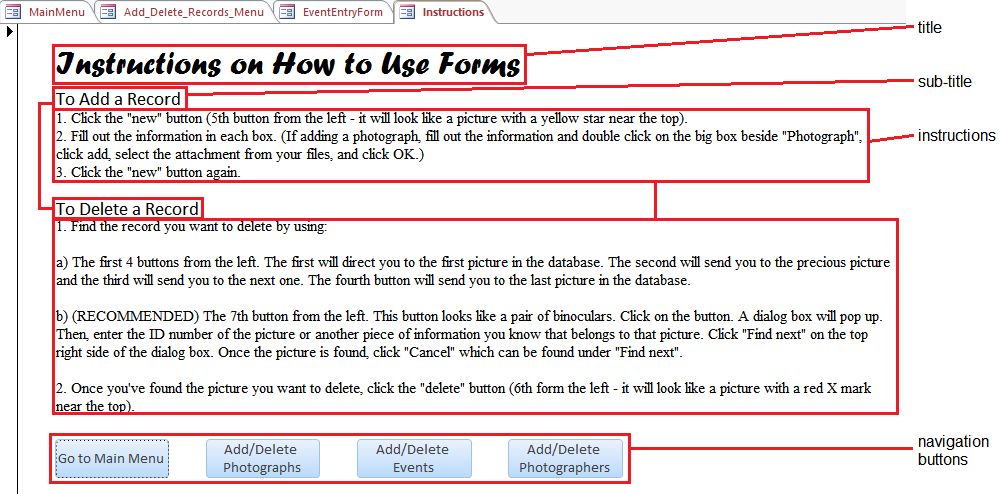 MainMenu Add_Delete_Records_Menu EventEntryForm Instructions
title
Instructions on How to Use Forms
sub-title
To Add a Record
1. Click the "new" button (5th button from the left - it will look like a picture with a yellow star near the top).
2. Fill out the information in each box. (If adding a photograph, fill out the information and double click on the big box beside "Photograph",
click add, select the attachment from your files, and click OK.)
3. Click the "new" button again.
instructions
To Delete a Record
1. Find the record you want to delete by using:
a) The first 4 buttons from the left. The first will direct you to the first picture in the database. The second will send you to the precious picture
and the third will send you to the next one. The fourth button will send you to the last picture in the database.
b) (RECOMMENDED) The 7th button from the left. This button looks like a pair of binoculars. Click on the button. A dialog box will pop up.
Then, enter the ID number of the picture or another piece of information you know that belongs to that picture. Click "Find next" on the top
right side of the dialog box. Once the picture is found, click "Cancel" which can be found under "Find next".
2. Once you've found the picture you want to delete, click the "delete" button (6th form the left - it will look like a picture with a red X mark
near the top).
Go to Main Menu
Add/Delete
Photographs
Add/Delete
Events
Add/Delete
Photographers
navigation
buttons